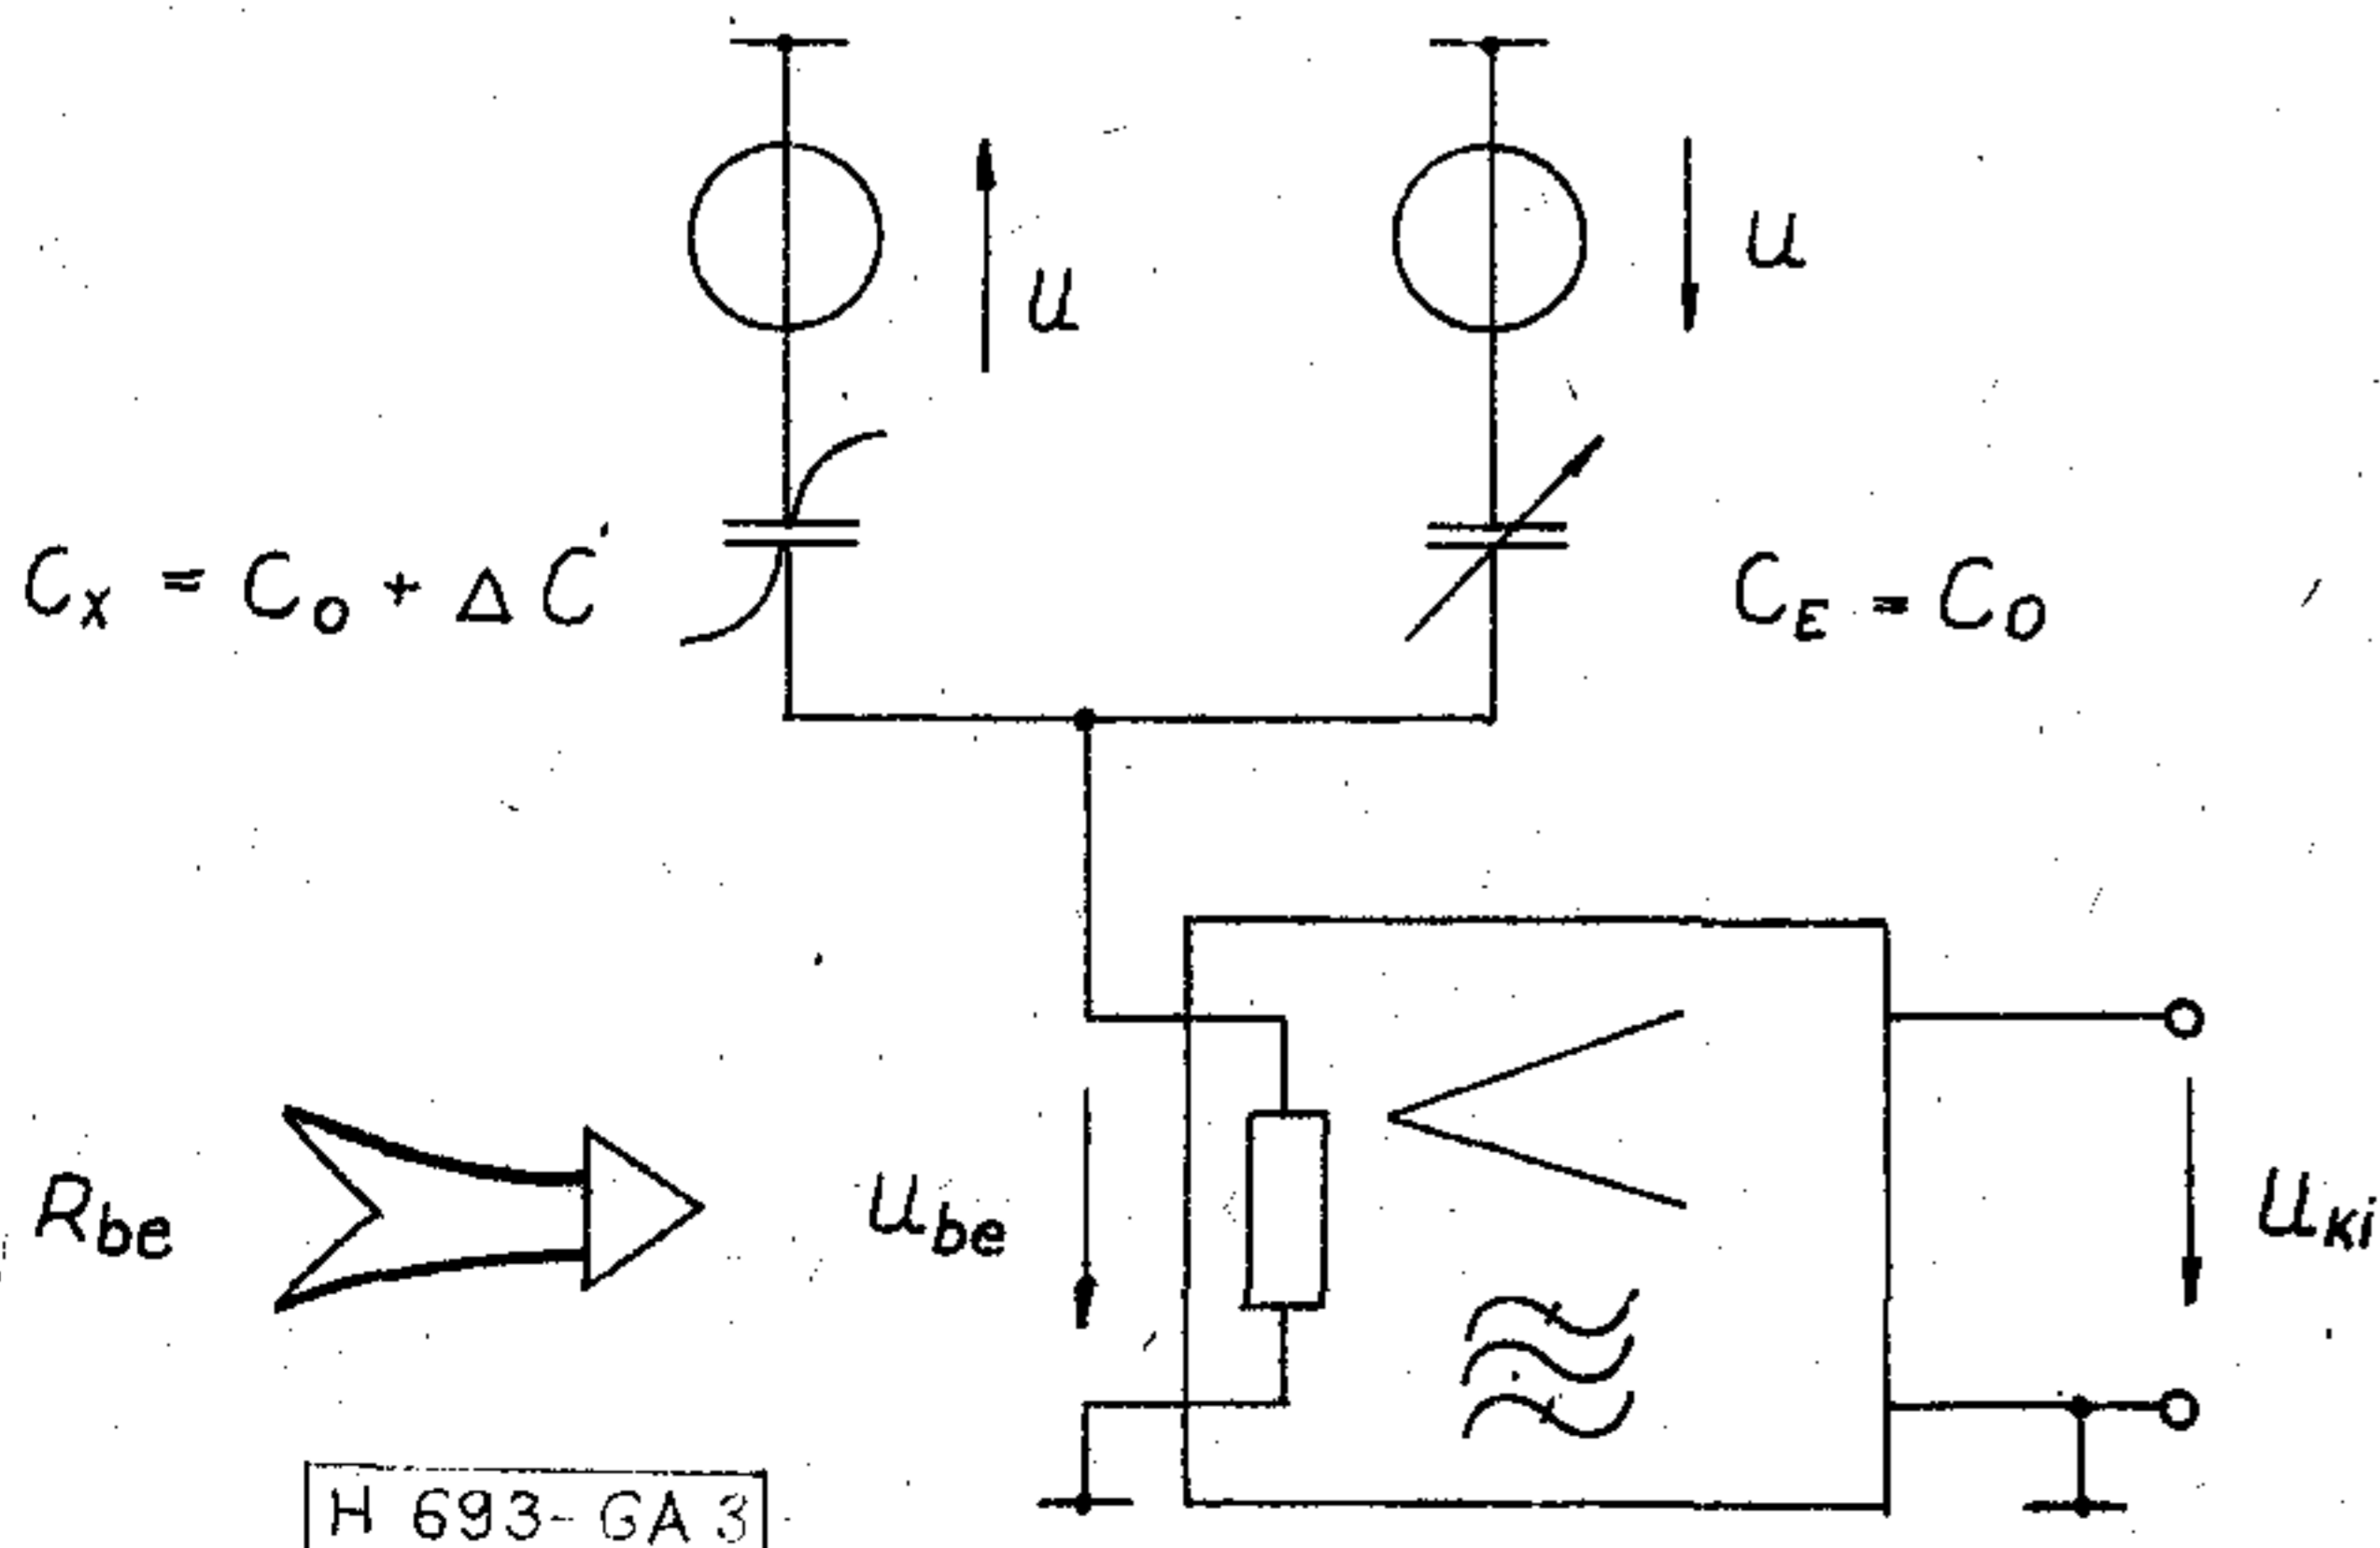 u
u
Cx = Co + ΔC'
CE = Co
Rbe
Ube
Uki
H 693-GA 3